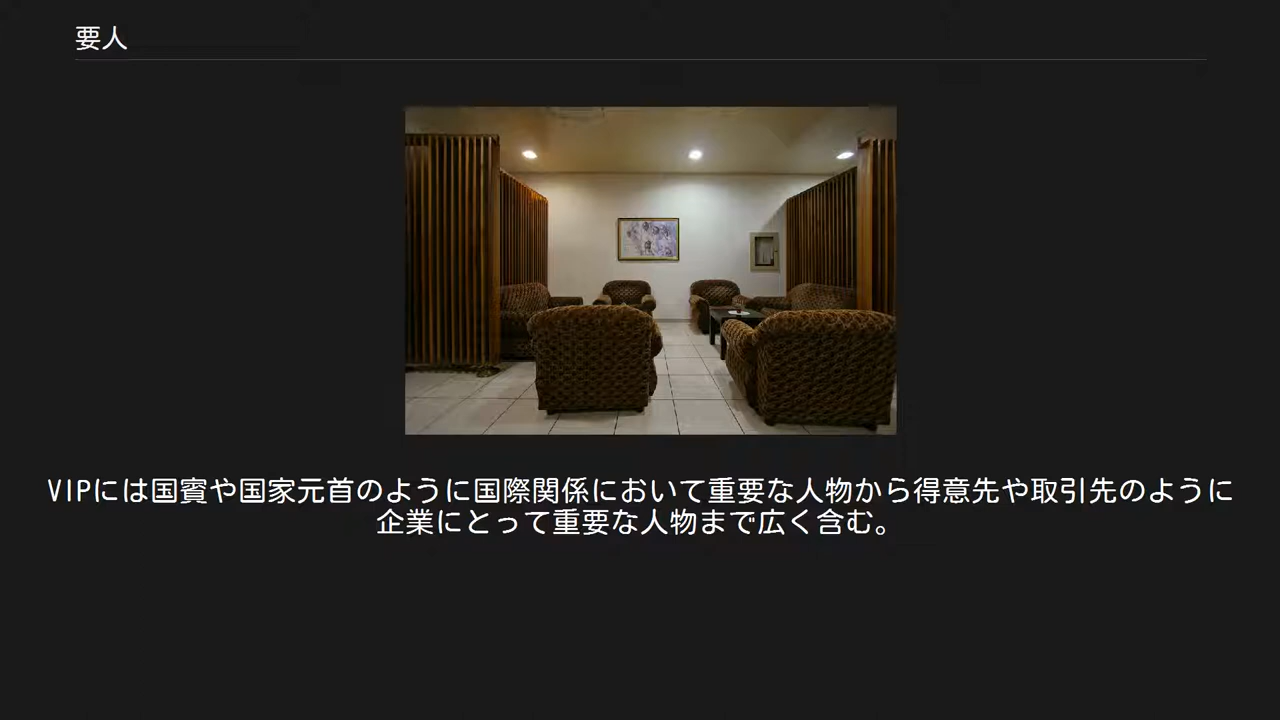 要人
VIPには国賓や国家元首のように国際関係において重要な人物から得意先や取引先のように
企業にとって重要な人物まで広く含む。